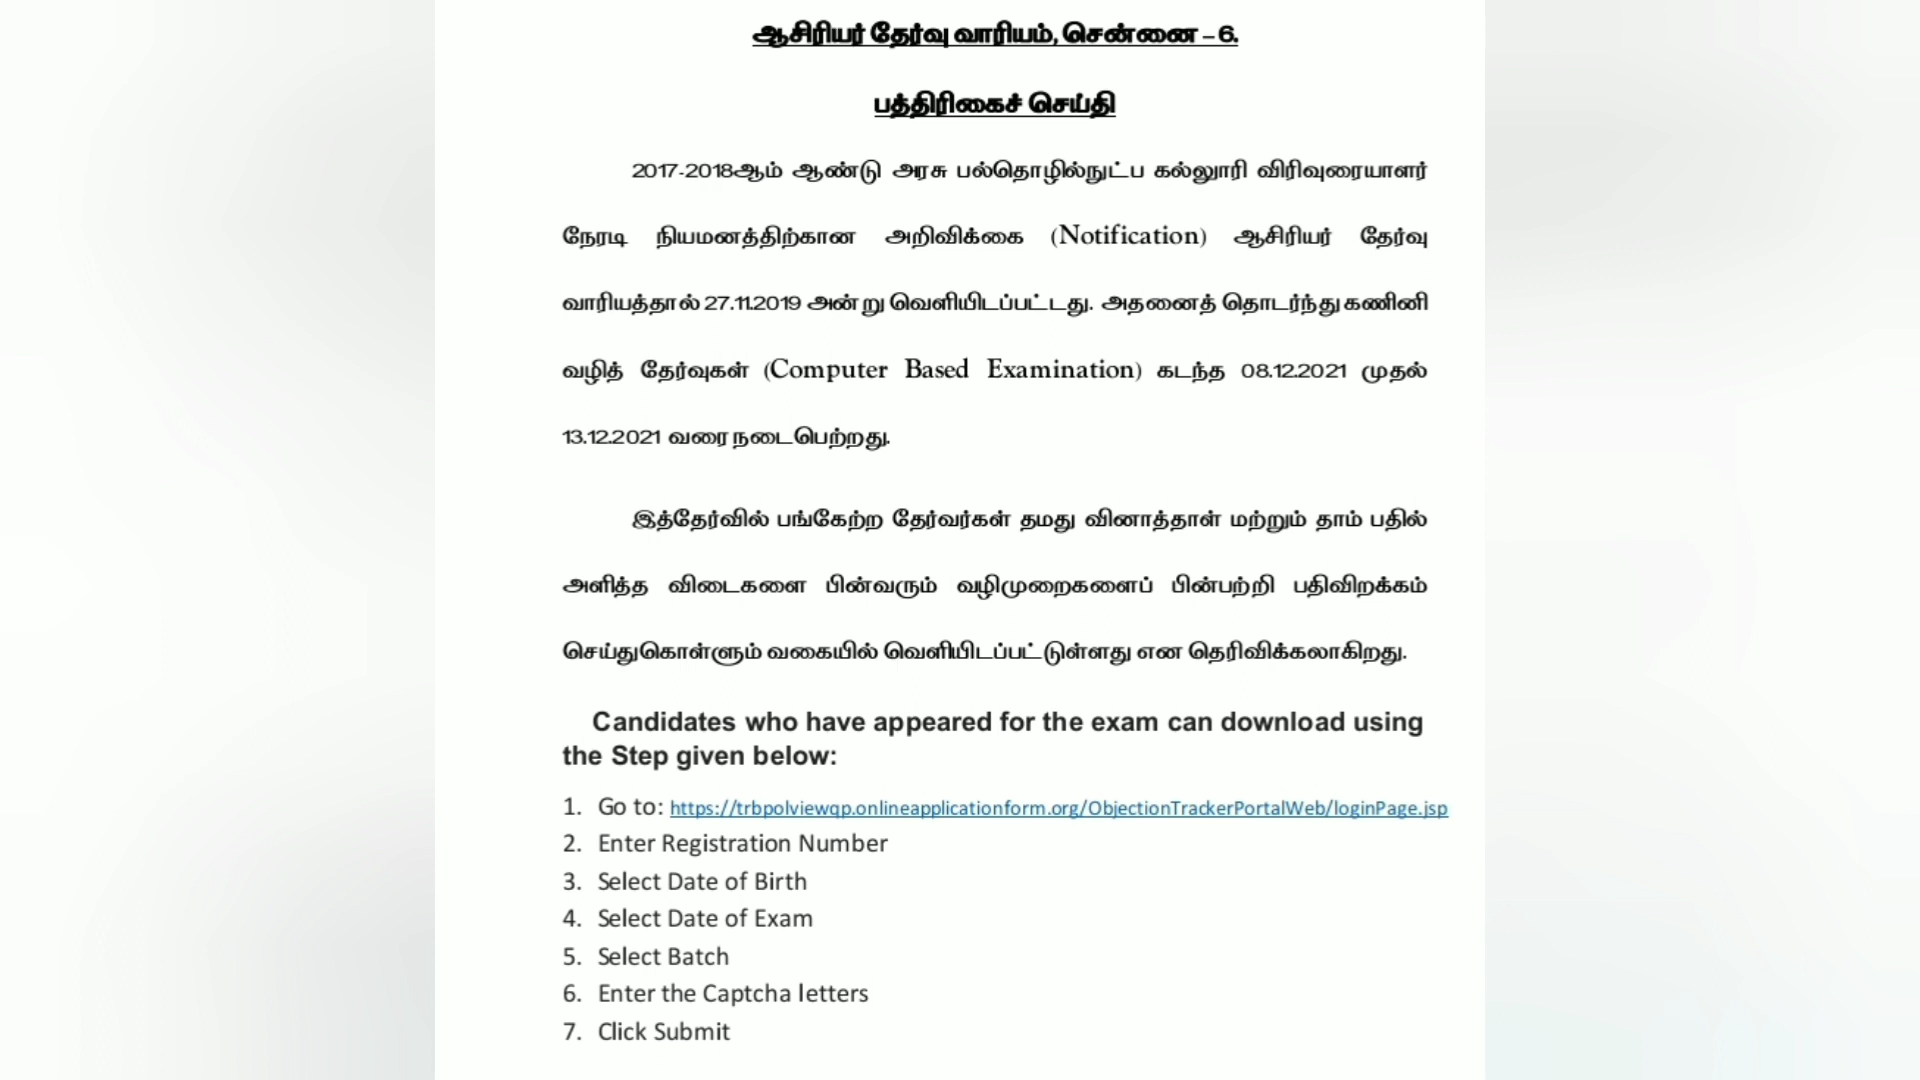 ஆசிரியர் தேர்வு வாரியம், சென்னை – 6.
பத்திரிகைச் செய்தி
2017-2018ஆம் ஆண்டு அரசு பல்தொழில்நுட்ப கல்லூரி விரிவுரையாளர்
நேரடி நியமனத்திற்கான அறிவிக்கை (Notification) ஆசிரியர் தேர்வு
வாரியத்தால் 27.11.2019 அன்று வெளியிடப்பட்டது. அதனைத் தொடர்ந்து கணினி
வழித் தேர்வுகள் (Computer Based Examination) கடந்த 08.12.2021 முதல்
13.12.2021 வரை நடைபெற்றது.
இத்தேர்வில் பங்கேற்ற தேர்வர்கள் தமது வினாத்தாள் மற்றும் தாம் பதில்
அளித்த விடைகளை பின்வரும் வழிமுறைகளைப் பின்பற்றி பதிவிறக்கம்
செய்துகொள்ளும் வகையில் வெளியிடப்பட்டுள்ளது என தெரிவிக்கலாகிறது.
Candidates who have appeared for the exam can download using
the Step given below:
1. Go to: https://trbpolviewqp.onlineapplicationform.org/ObjectionTrackerPortalWeb/loginPage.jsp
2. Enter Registration Number
3. Select Date of Birth
4. Select Date of Exam
5. Select Batch
6. Enter the Captcha letters
7. Click Submit